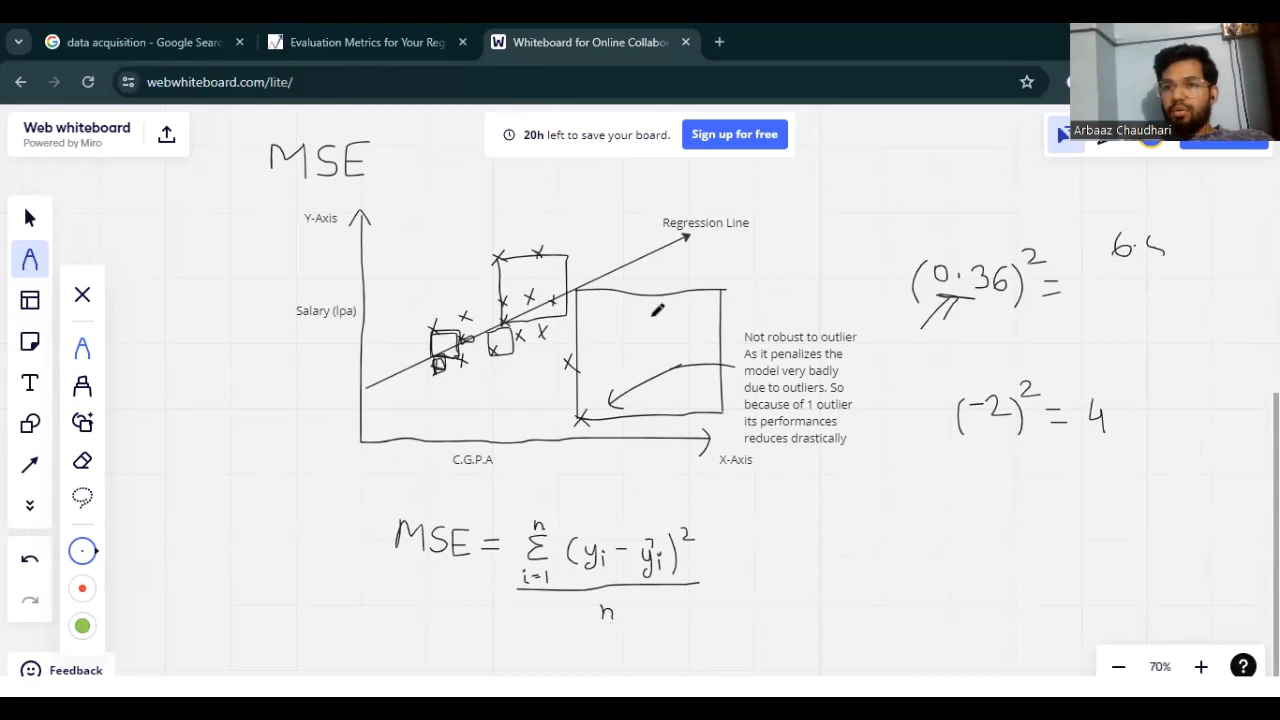 data acquisition - Google Searc
Evaluation Metrics for Your Reg
Whiteboard for Online Collabo
webwhiteboard.com/lite/
Arbaaz Chaudhari
Web whiteboard
Powered by Miro
20h left to save your board.
Sign up for free
MSE
Y-Axis
Regression Line
Salary (lpa)
Not robust to outlier
As it penalizes the
model very badly
due to outliers. So
because of 1 outlier
its performances
reduces drastically
C.G.P.A
X-Axis
(0.36)² =
6.5
(-2)² = 4
MSE = n Σ i=1 (yi - ŷi)²
n
Feedback
70%